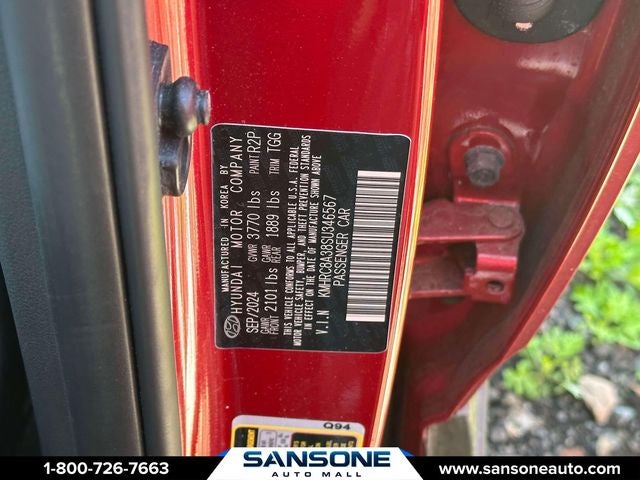 MANUFACTURED IN KOREA BY
HYUNDAI MOTOR COMPANY
SEP/2024 GVWR 3770 lbs PAINT R2P
GAWR FRONT 2101 lbs GAWR REAR 1889 lbs TRIM TGG
THIS VEHICLE CONFORMS TO ALL APPLICABLE U.S.A. FEDERAL
MOTOR VEHICLE SAFETY, BUMPER, AND THEFT PREVENTION STANDARDS
IN EFFECT ON THE DATE OF MANUFACTURE SHOWN ABOVE
V.I.N KMHRC8A38SU346567
PASSENGER CAR
Q94
1-800-726-7663
SANSONE
AUTO MALL
www.sansoneauto.com